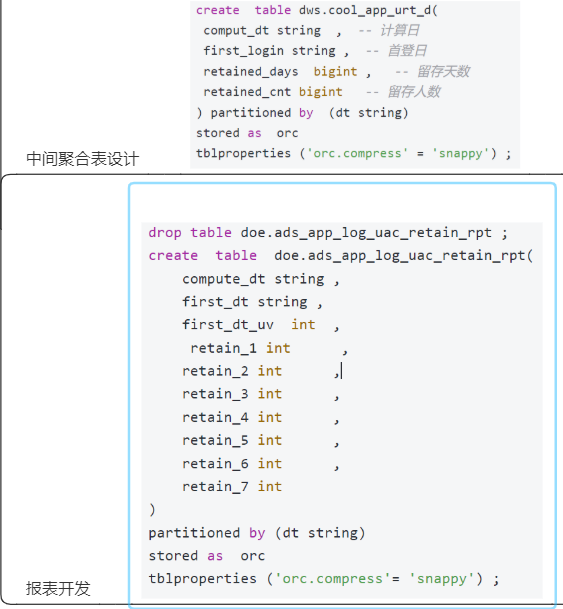 create  table dws.cool_app_urt_d(
comput_dt string  ,  -- 计算日
first_login string ,  -- 首登日
retained_days  bigint ,   -- 留存天数
retained_cnt bigint   -- 留存人数
) partitioned by  (dt string)
stored as  orc
tblproperties ('orc.compress' = 'snappy') ;
中间聚合表设计
drop table doe.ads_app_log_uac_retain_rpt ;
create  table  doe.ads_app_log_uac_retain_rpt(
compute_dt string ,
first_dt string ,
first_dt_uv  int  ,
retain_1 int      ,
retain_2 int      ,
retain_3 int      ,
retain_4 int      ,
retain_5 int      ,
retain_6 int      ,
retain_7 int
)
partitioned by (dt string)
stored as  orc
tblproperties ('orc.compress'= 'snappy') ;
报表开发